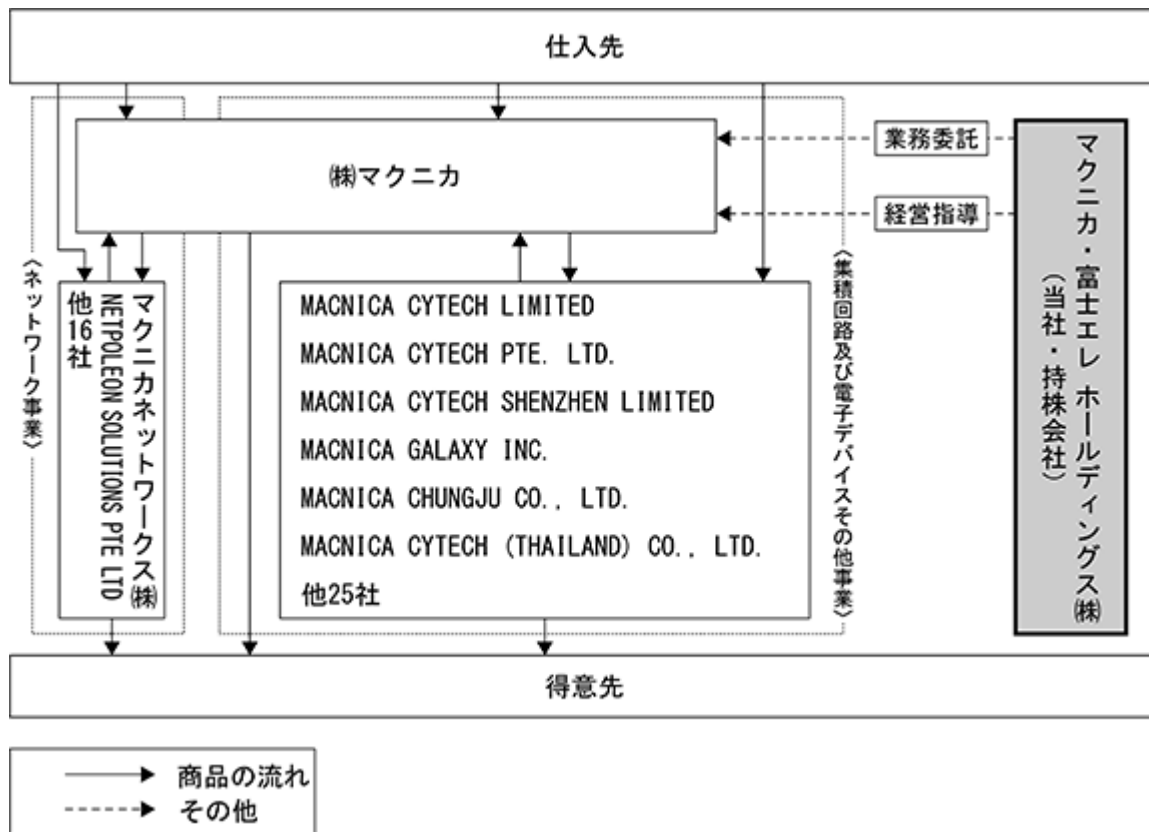 仕入先
㈱マクニカ
業務委託
経営指導
マクニカ・富士エレ ホールディングス㈱
(当社・持株会社)
〈ネットワーク事業〉
マクニカネットワークス㈱
NETPOLEON SOLUTIONS PTE LTD
他16社
MACNICA CYTECH LIMITED
MACNICA CYTECH PTE. LTD.
MACNICA CYTECH SHENZHEN LIMITED
MACNICA GALAXY INC.
MACNICA CHUNGJU CO., LTD.
MACNICA CYTECH (THAILAND) CO., LTD.
他25社
〈集積回路及び電子デバイスその他事業〉
得意先
商品の流れ
その他